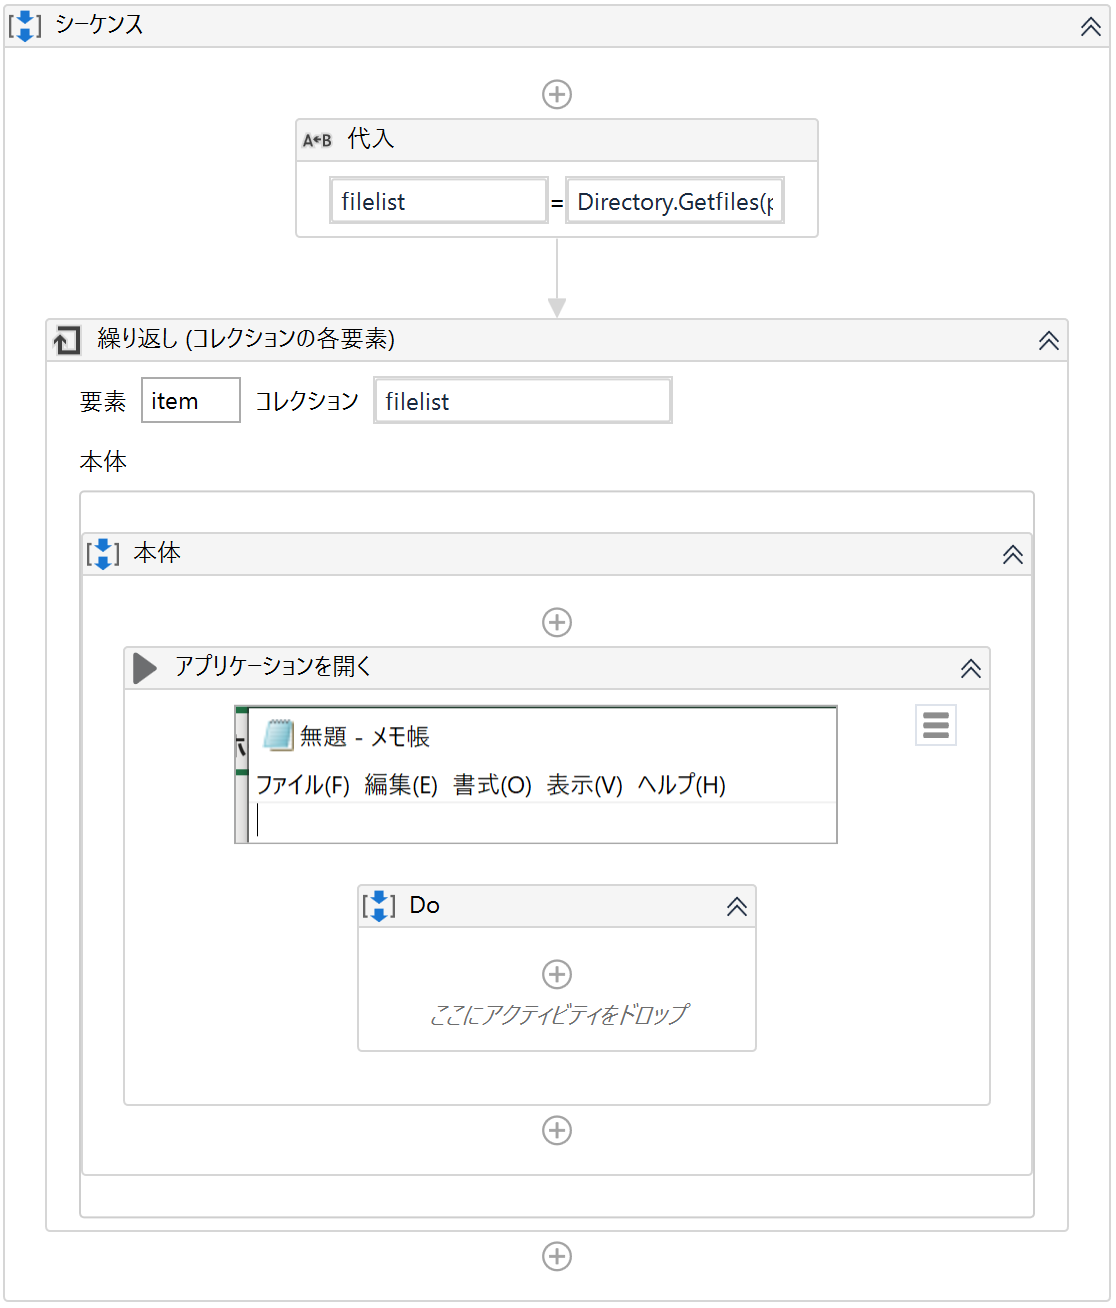 シーケンス
A←B 代入
filelist = Directory.Getfiles(p
繰り返し (コレクションの各要素)
要素 item コレクション filelist
本体
本体
アプリケーションを開く
無題 - メモ帳
ファイル(F) 編集(E) 書式(O) 表示(V) ヘルプ(H)
Do
ここにアクティビティをドロップ